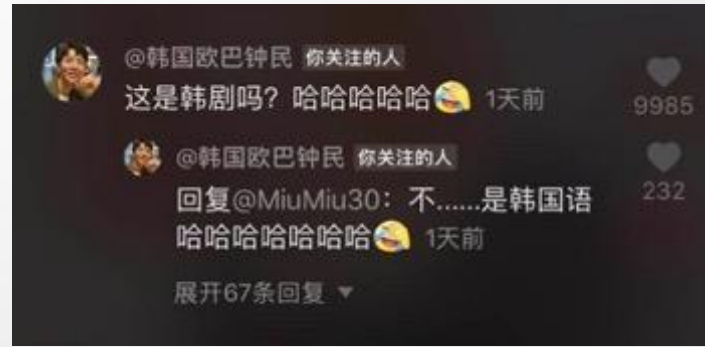 @韩国欧巴钟民 你关注的人
这是韩剧吗？哈哈哈哈哈😂 1天前
9985
@韩国欧巴钟民 你关注的人
回复@MiuMiu30：不……是韩国语
哈哈哈哈哈哈哈😂 1天前
232
展开67条回复